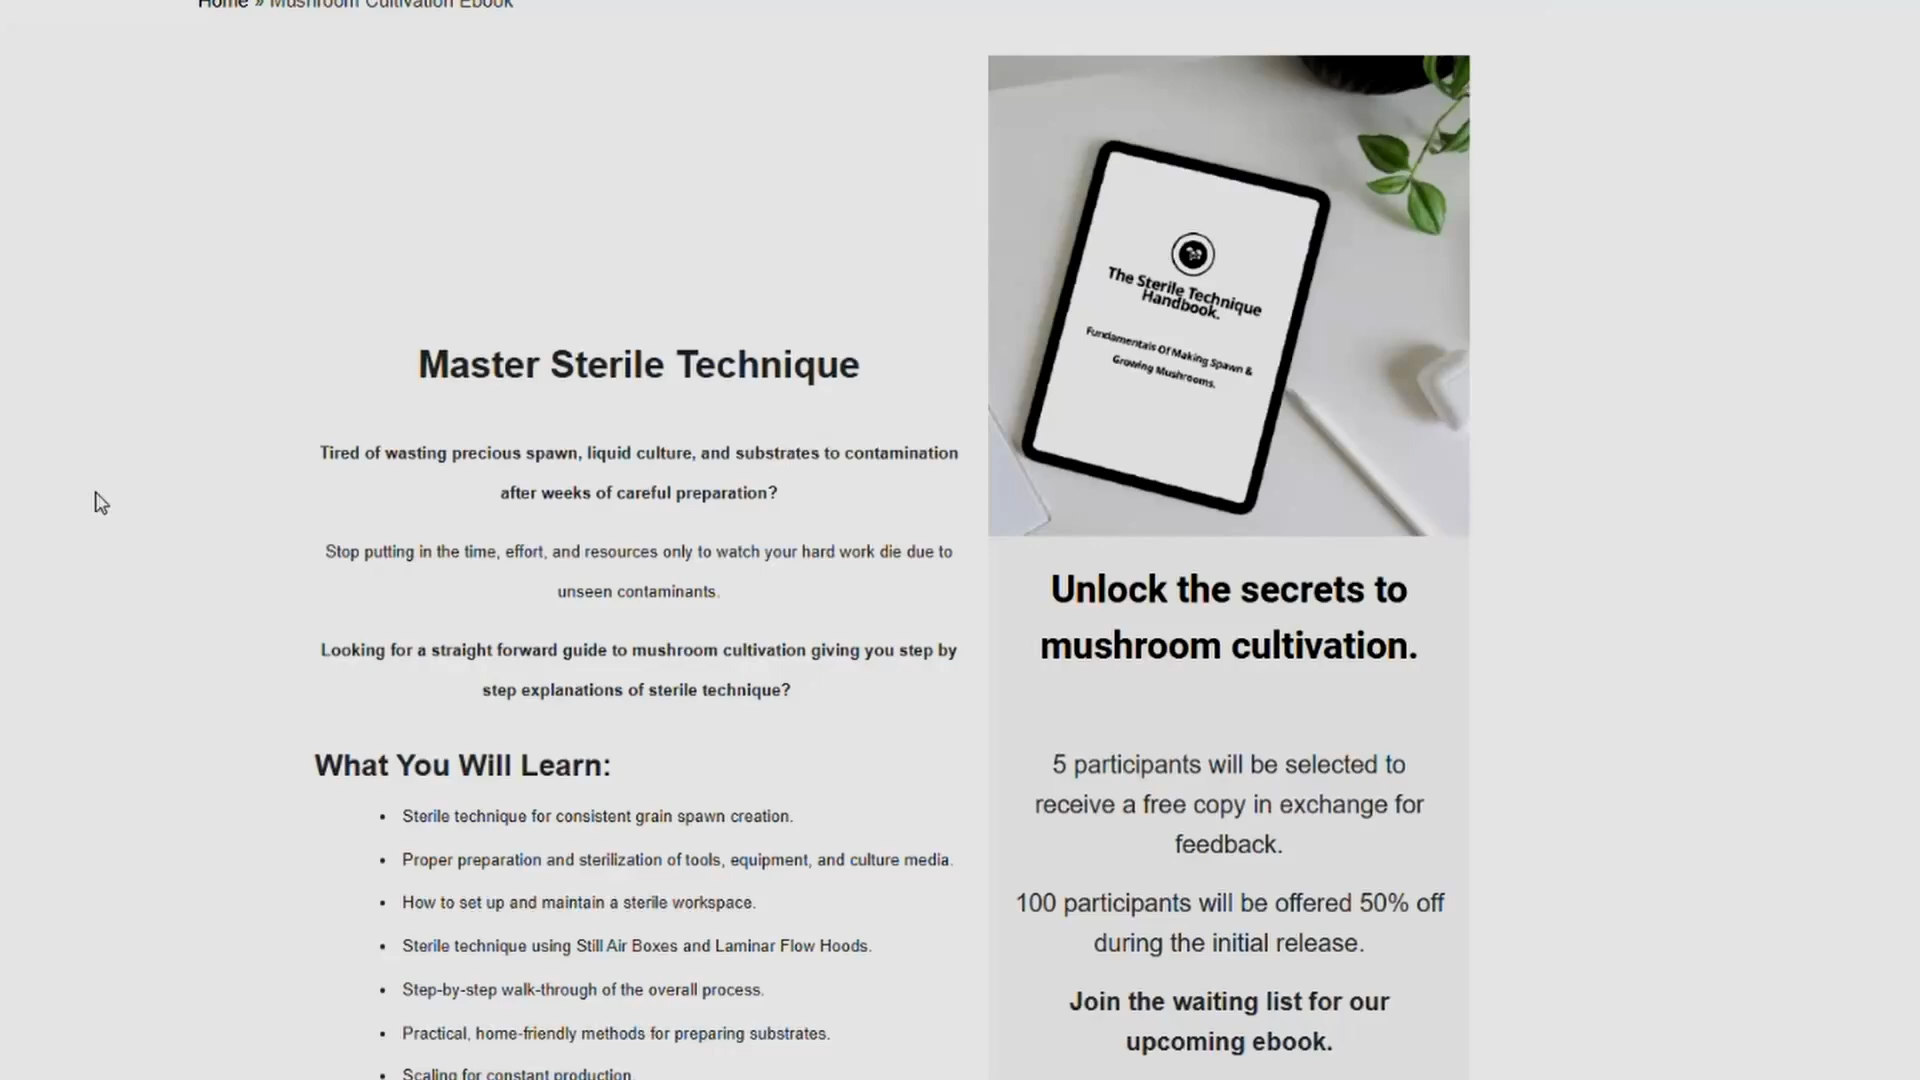 Home » Mushroom Cultivation Ebook
Master Sterile Technique
Tired of wasting precious spawn, liquid culture, and substrates to contamination
after weeks of careful preparation?
Stop putting in the time, effort, and resources only to watch your hard work die due to
unseen contaminants.
Looking for a straight forward guide to mushroom cultivation giving you step by
step explanations of sterile technique?
What You Will Learn:
• Sterile technique for consistent grain spawn creation.
• Proper preparation and sterilization of tools, equipment, and culture media.
• How to set up and maintain a sterile workspace.
• Sterile technique using Still Air Boxes and Laminar Flow Hoods.
• Step-by-step walk-through of the overall process.
• Practical, home-friendly methods for preparing substrates.
• Scaling for constant production.
The Sterile Technique
Handbook.
Fundamentals Of Making Spawn &
Growing Mushrooms.
Unlock the secrets to
mushroom cultivation.
5 participants will be selected to
receive a free copy in exchange for
feedback.
100 participants will be offered 50% off
during the initial release.
Join the waiting list for our
upcoming ebook.